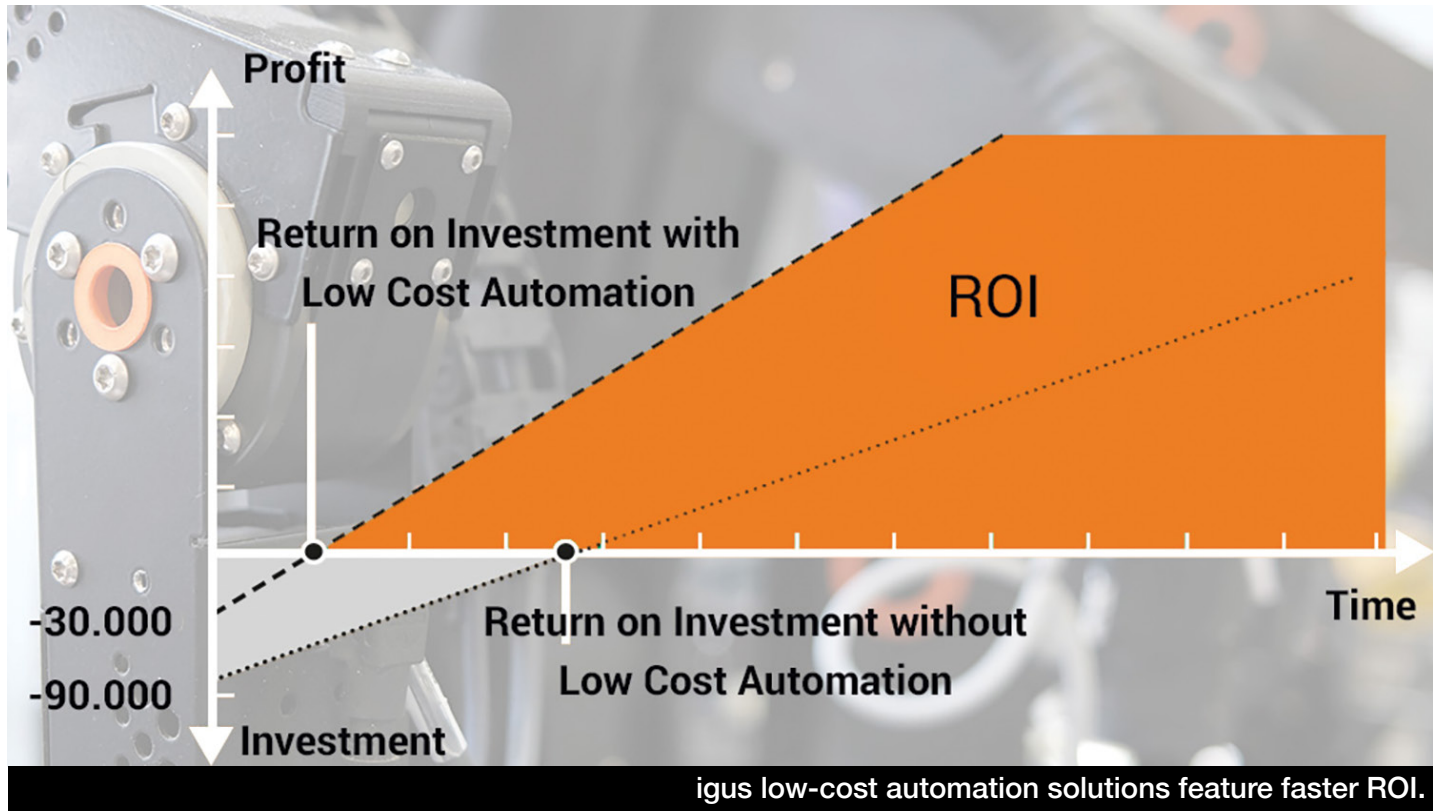 Profit
Return on Investment with
Low Cost Automation
ROI
-30.000
Return on Investment without
Time
Low Cost Automation
-90.000
Investment
igus low-cost automation solutions feature faster ROI.